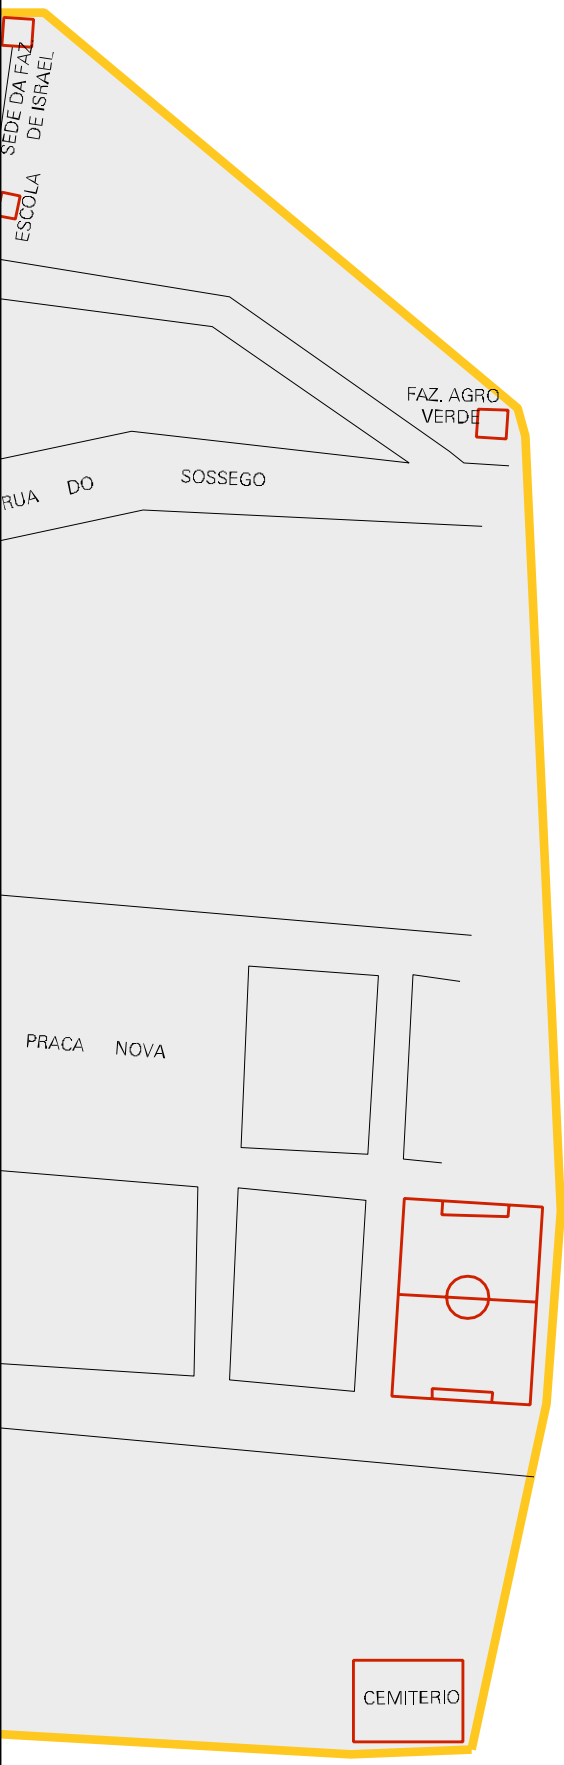 SEDE DA FAZ.
DE ISRAEL
ESCOLA
FAZ. AGRO
VERDE
RUA DO SOSSEGO
PRACA NOVA
CEMITERIO